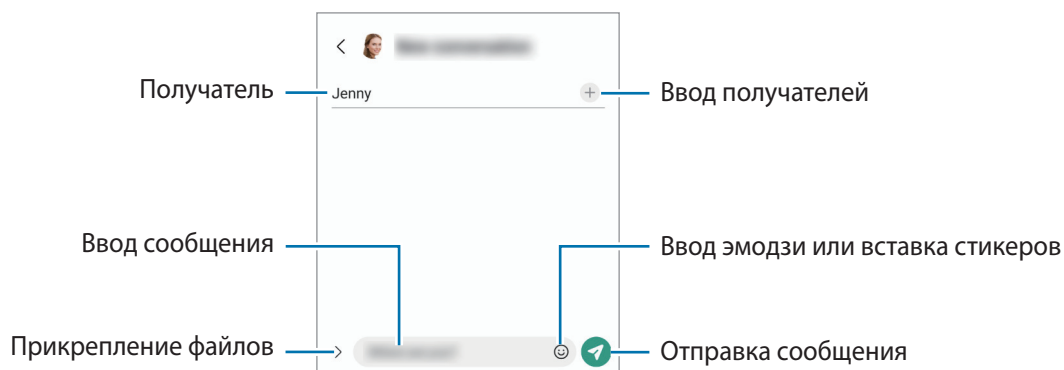 Получатель
Jenny
Ввод получателей
Ввод сообщения
Ввод эмодзи или вставка стикеров
Прикрепление файлов
Отправка сообщения